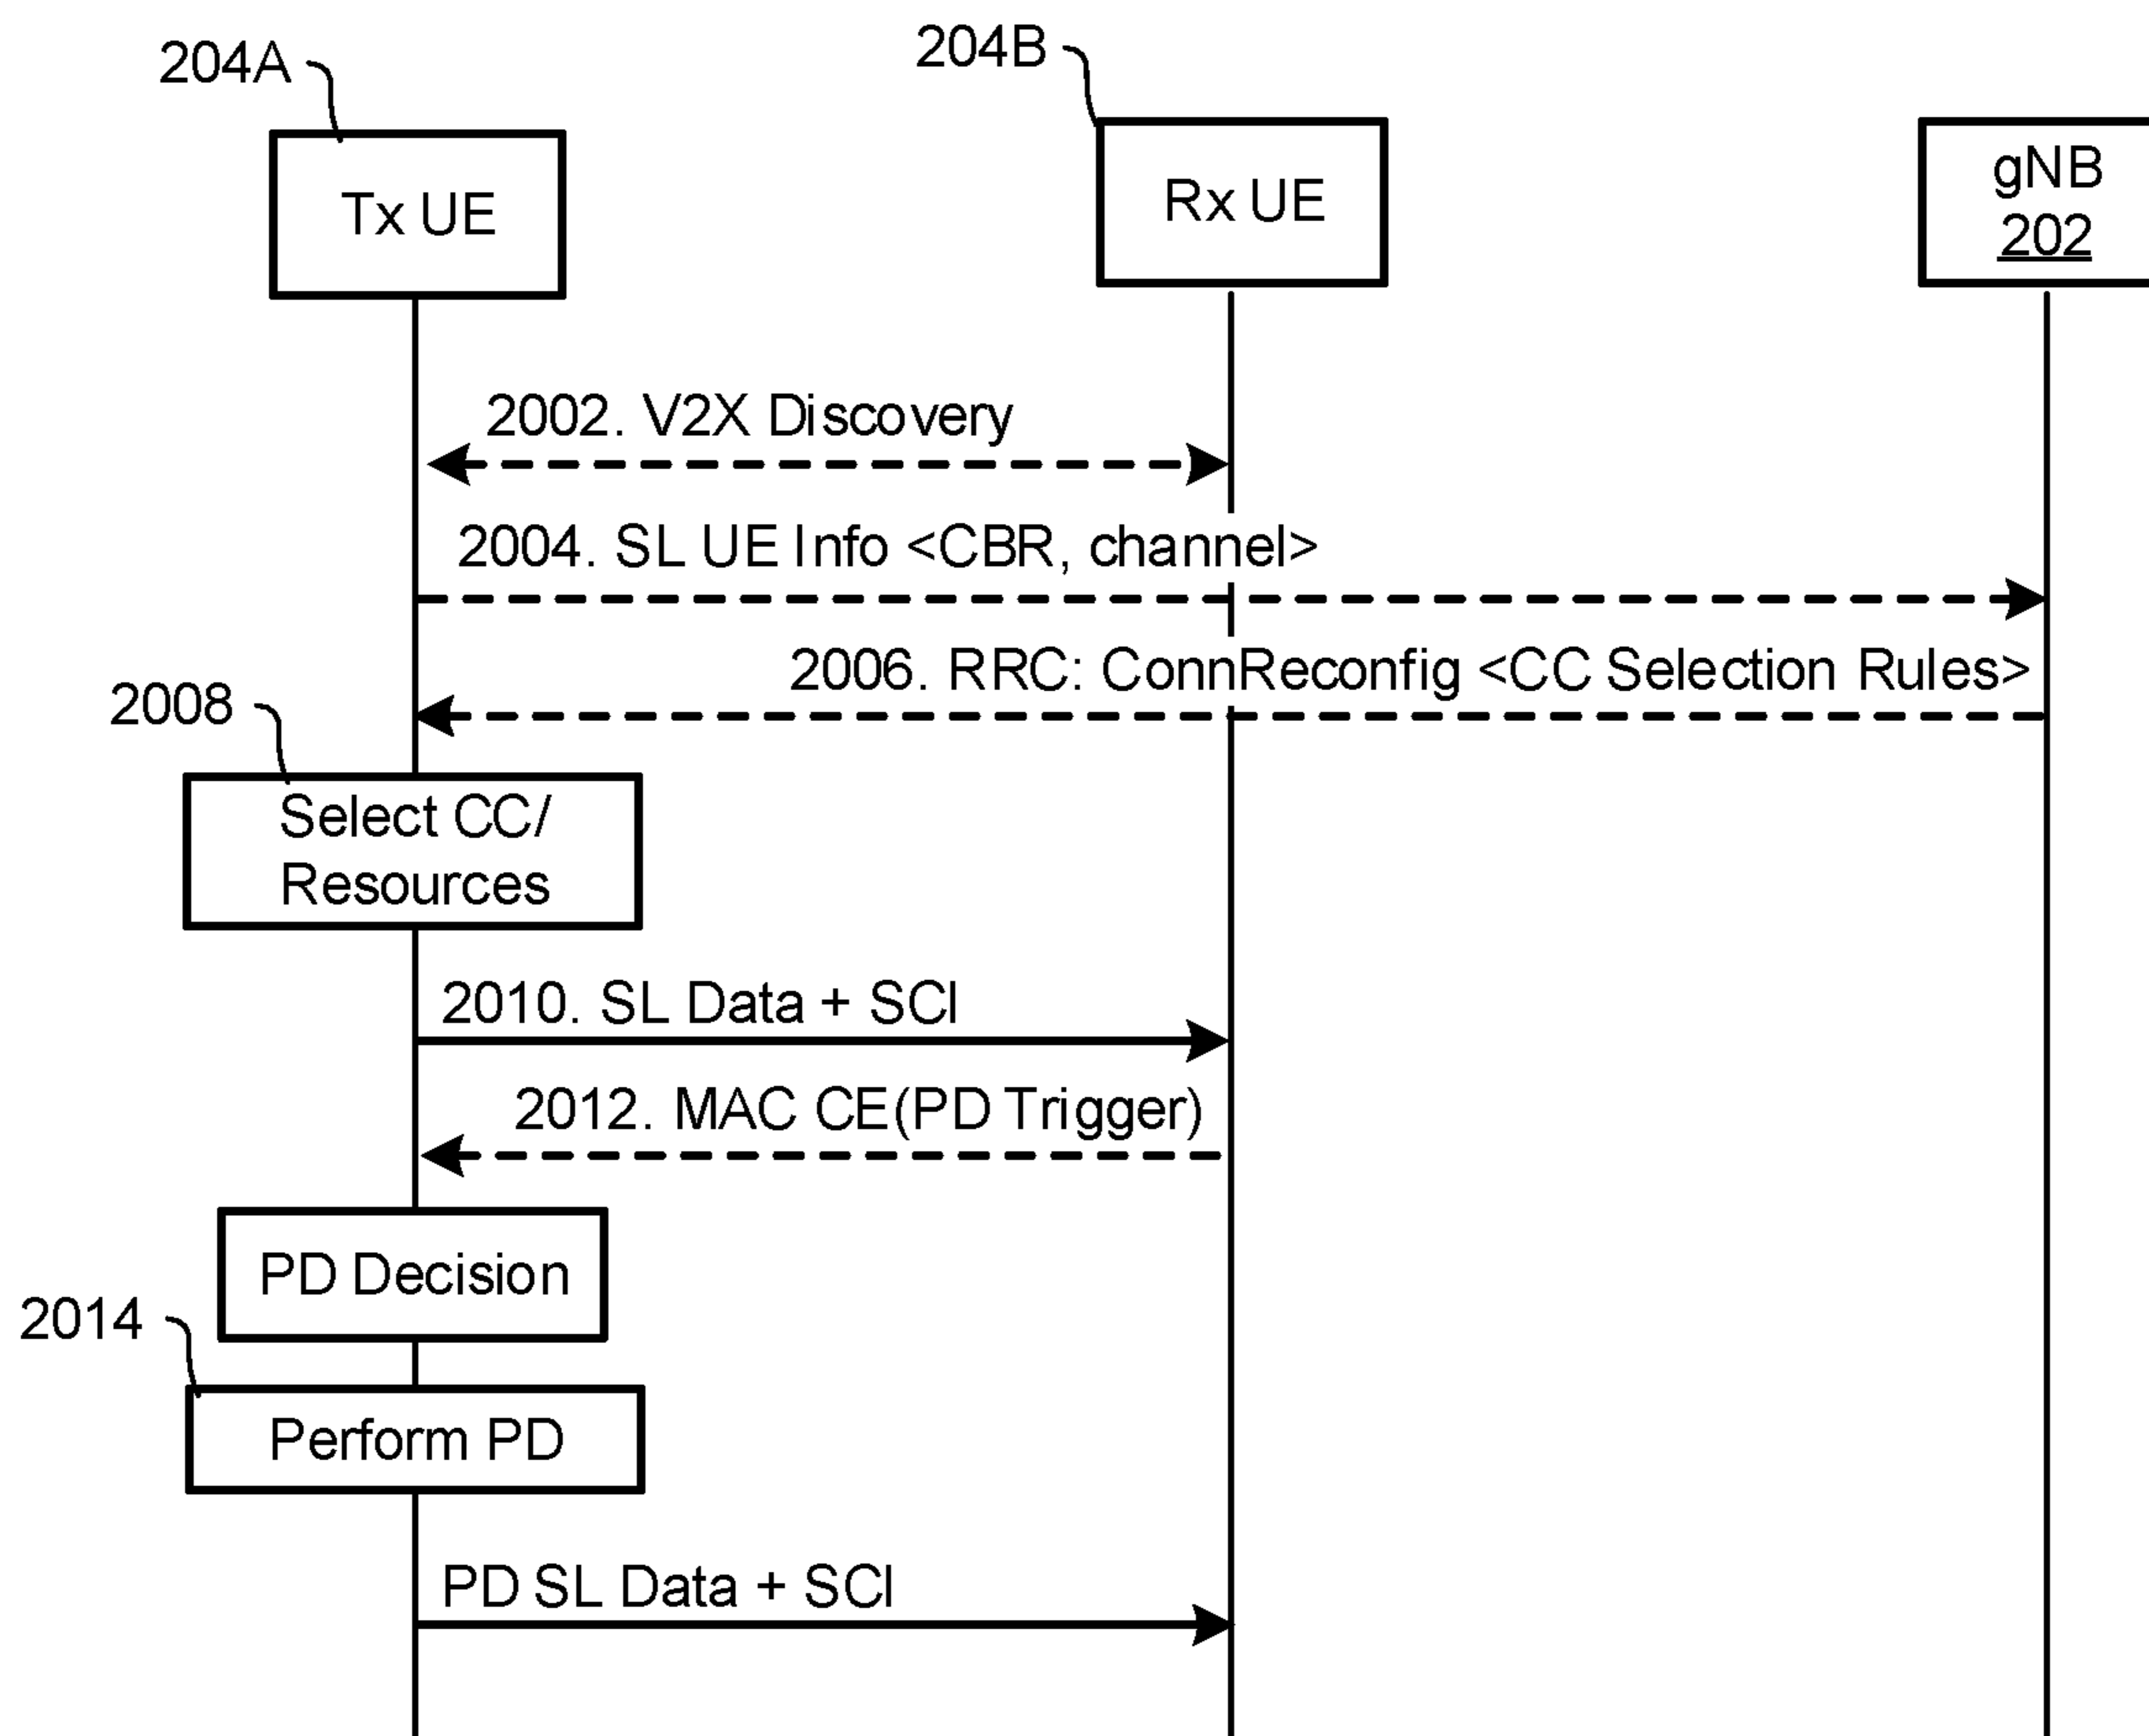 204A
204B
Tx UE
Rx UE
gNB
202
2002. V2X Discovery
2004. SL UE Info <CBR, channel>
2006. RRC: ConnReconfig <CC Selection Rules>
2008
Select CC/
Resources
2010. SL Data + SCI
2012. MAC CE(PD Trigger)
PD Decision
2014
Perform PD
PD SL Data + SCI